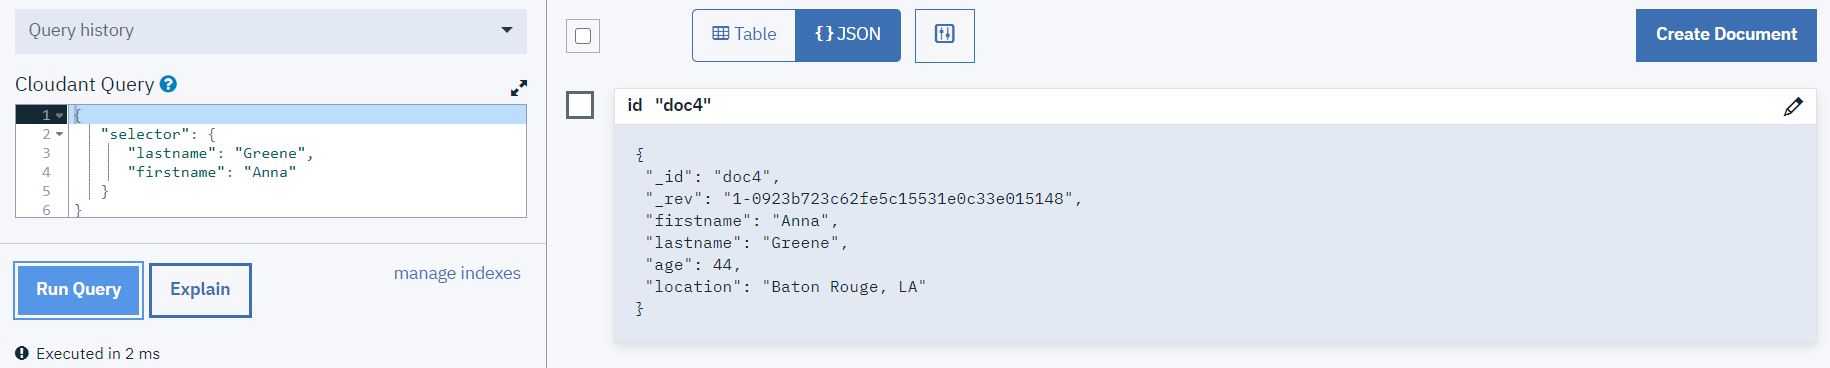 Query history
Cloudant Query ?
1 {
2 "selector": {
3 "lastname": "Greene",
4 "firstname": "Anna"
5 }
6 }
Run Query
Explain
manage indexes
Executed in 2 ms
Table
{} JSON
Create Document
id "doc4"
{
"_id": "doc4",
"_rev": "1-0923b723c62fe5c15531e0c33e015148",
"firstname": "Anna",
"lastname": "Greene",
"age": 44,
"location": "Baton Rouge, LA"
}